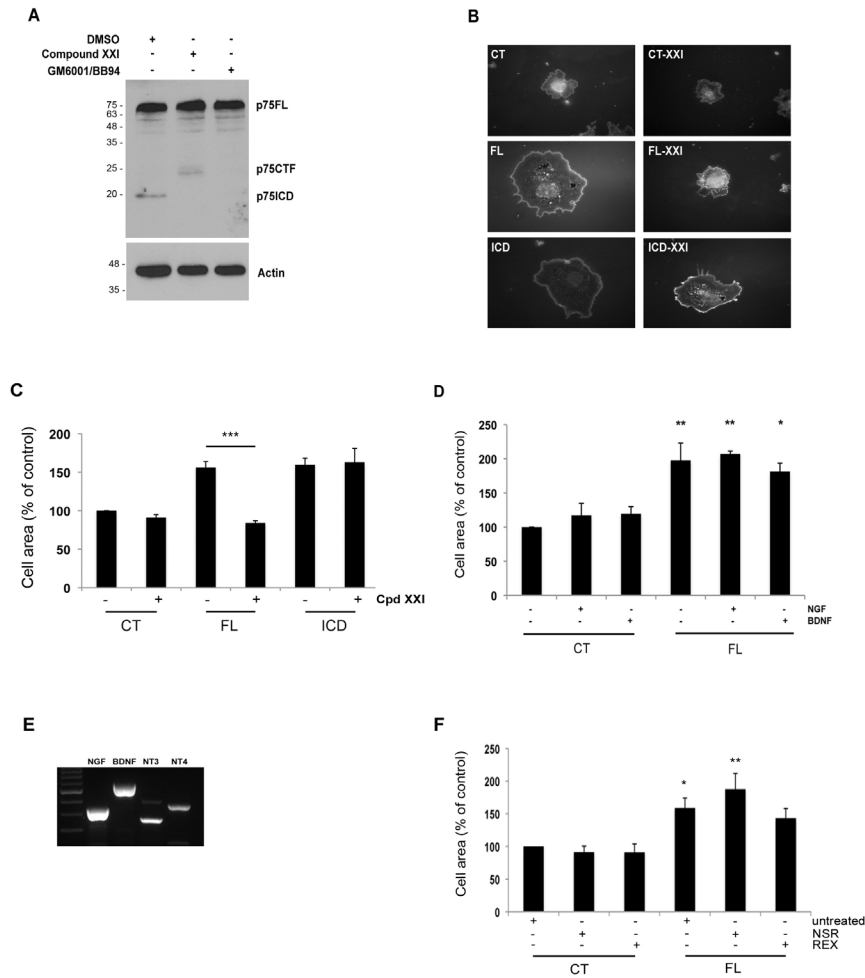 A
DMSO + - -
Compound XXI - + -
GM6001/BB94 - - +
75 -
63 -
48 -
35 -
25 -
20 -
p75FL
p75CTF
p75ICD
48 -
35 -
Actin
B
CT
CT-XXI
FL
FL-XXI
ICD
ICD-XXI
C
Cell area (% of control)
200
150
100
50
0
***
- + - + - + Cpd XXI
CT FL ICD
D
Cell area (% of control)
250
200
150
100
50
0
** ** *
- + - - + - NGF
- - + - - + BDNF
CT FL
E
NGF BDNF NT3 NT4
F
Cell area (% of control)
250
200
150
100
50
0
* **
+ - - + - - untreated
- + - - + - NSR
- - + - - + REX
CT FL